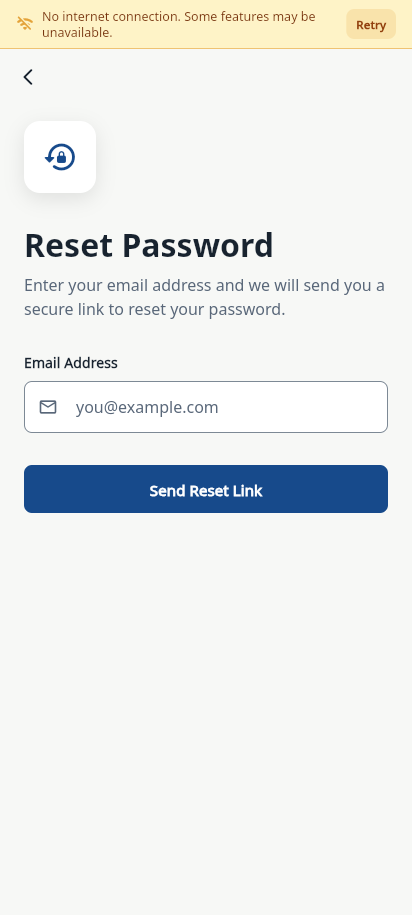 No internet connection. Some features may be
unavailable.
Retry
Reset Password
Enter your email address and we will send you a
secure link to reset your password.
Email Address
you@example.com
Send Reset Link